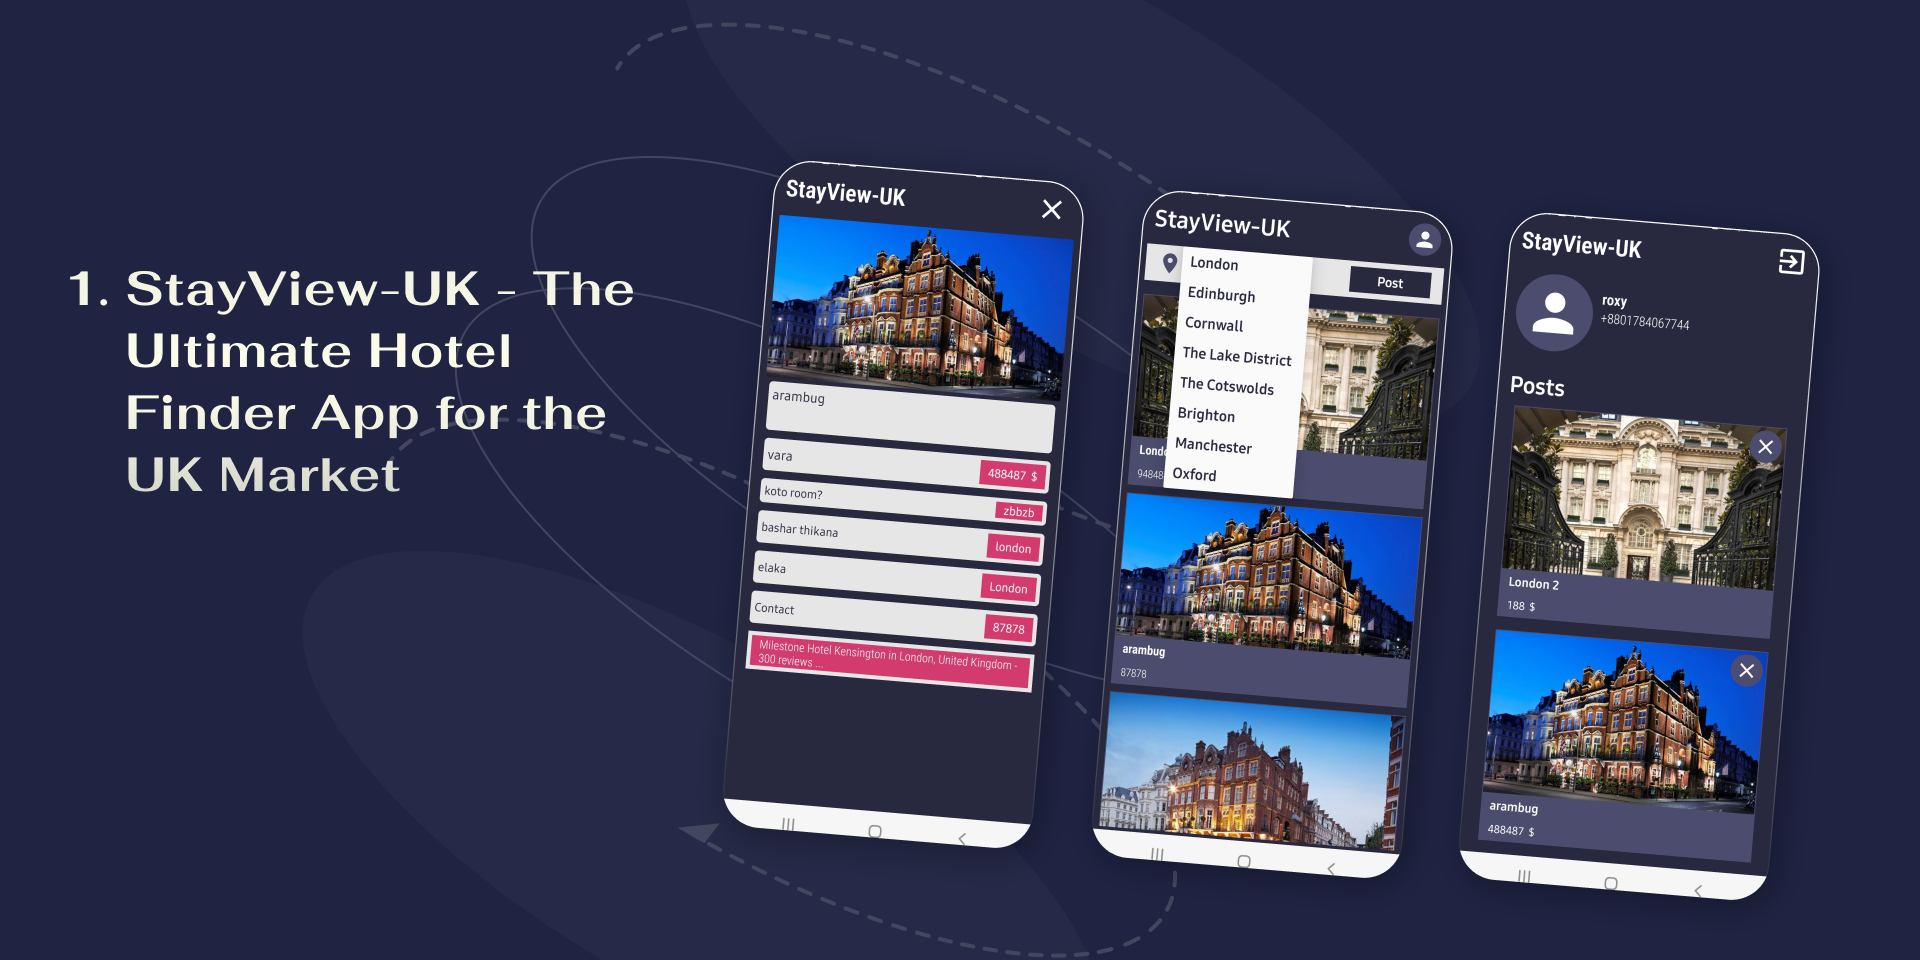 1. StayView-UK - The
Ultimate Hotel
Finder App for the
UK Market
StayView-UK
arambug
vara
488487 $
koto room?
zbbzb
bashar thikana
london
elaka
London
Contact
87878
Milestone Hotel Kensington in London, United Kingdom -
300 reviews ...
StayView-UK
London
Edinburgh
Cornwall
The Lake District
The Cotswolds
Brighton
Manchester
Oxford
Post
Lond
9484
arambug
87878
StayView-UK
roxy
+8801784067744
Posts
London 2
188 $
arambug
488487 $